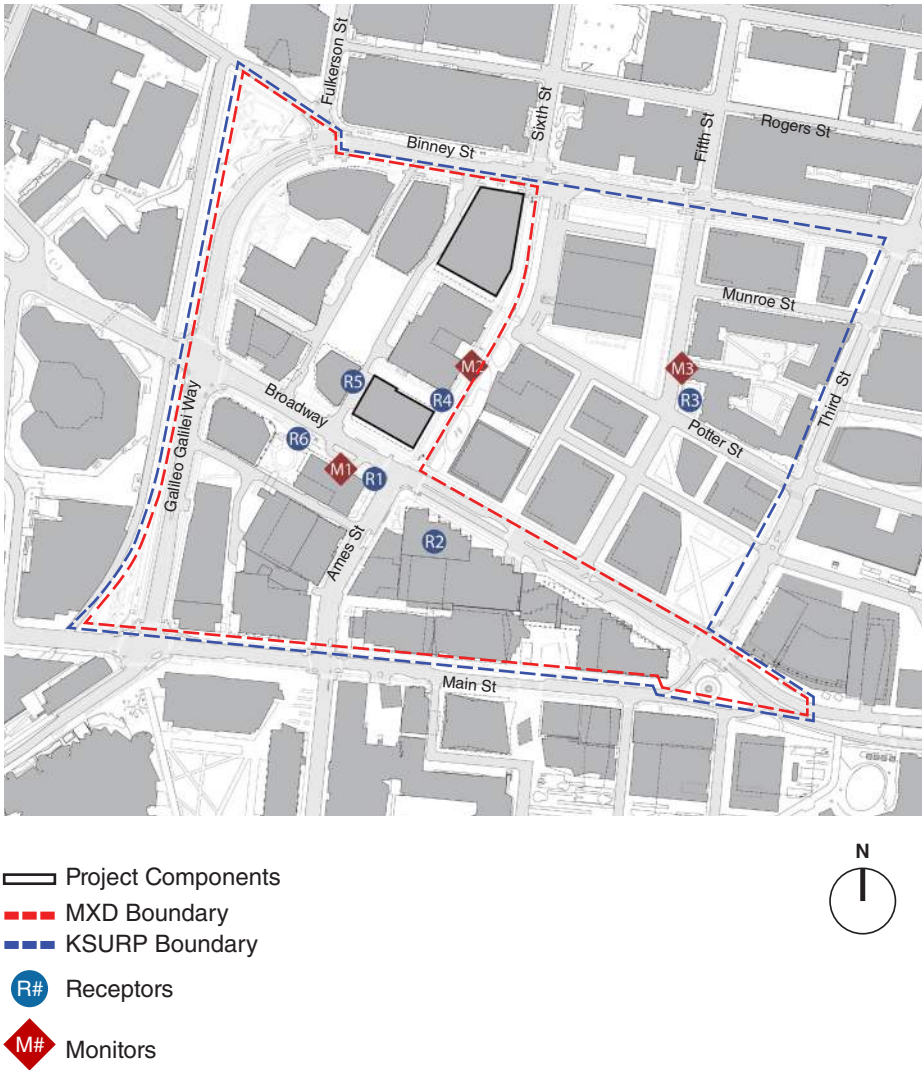 Fulkerson St
Sixth St
Fifth St
Rogers St
Binney St
Munroe St
M2
M3
R5
R4
R3
Third St
Broadway
Potter St
Galilei Galileo Way
R6
M1
R1
Ames St
R2
Main St
Project Components
MXD Boundary
KSURP Boundary
R# Receptors
M# Monitors
N